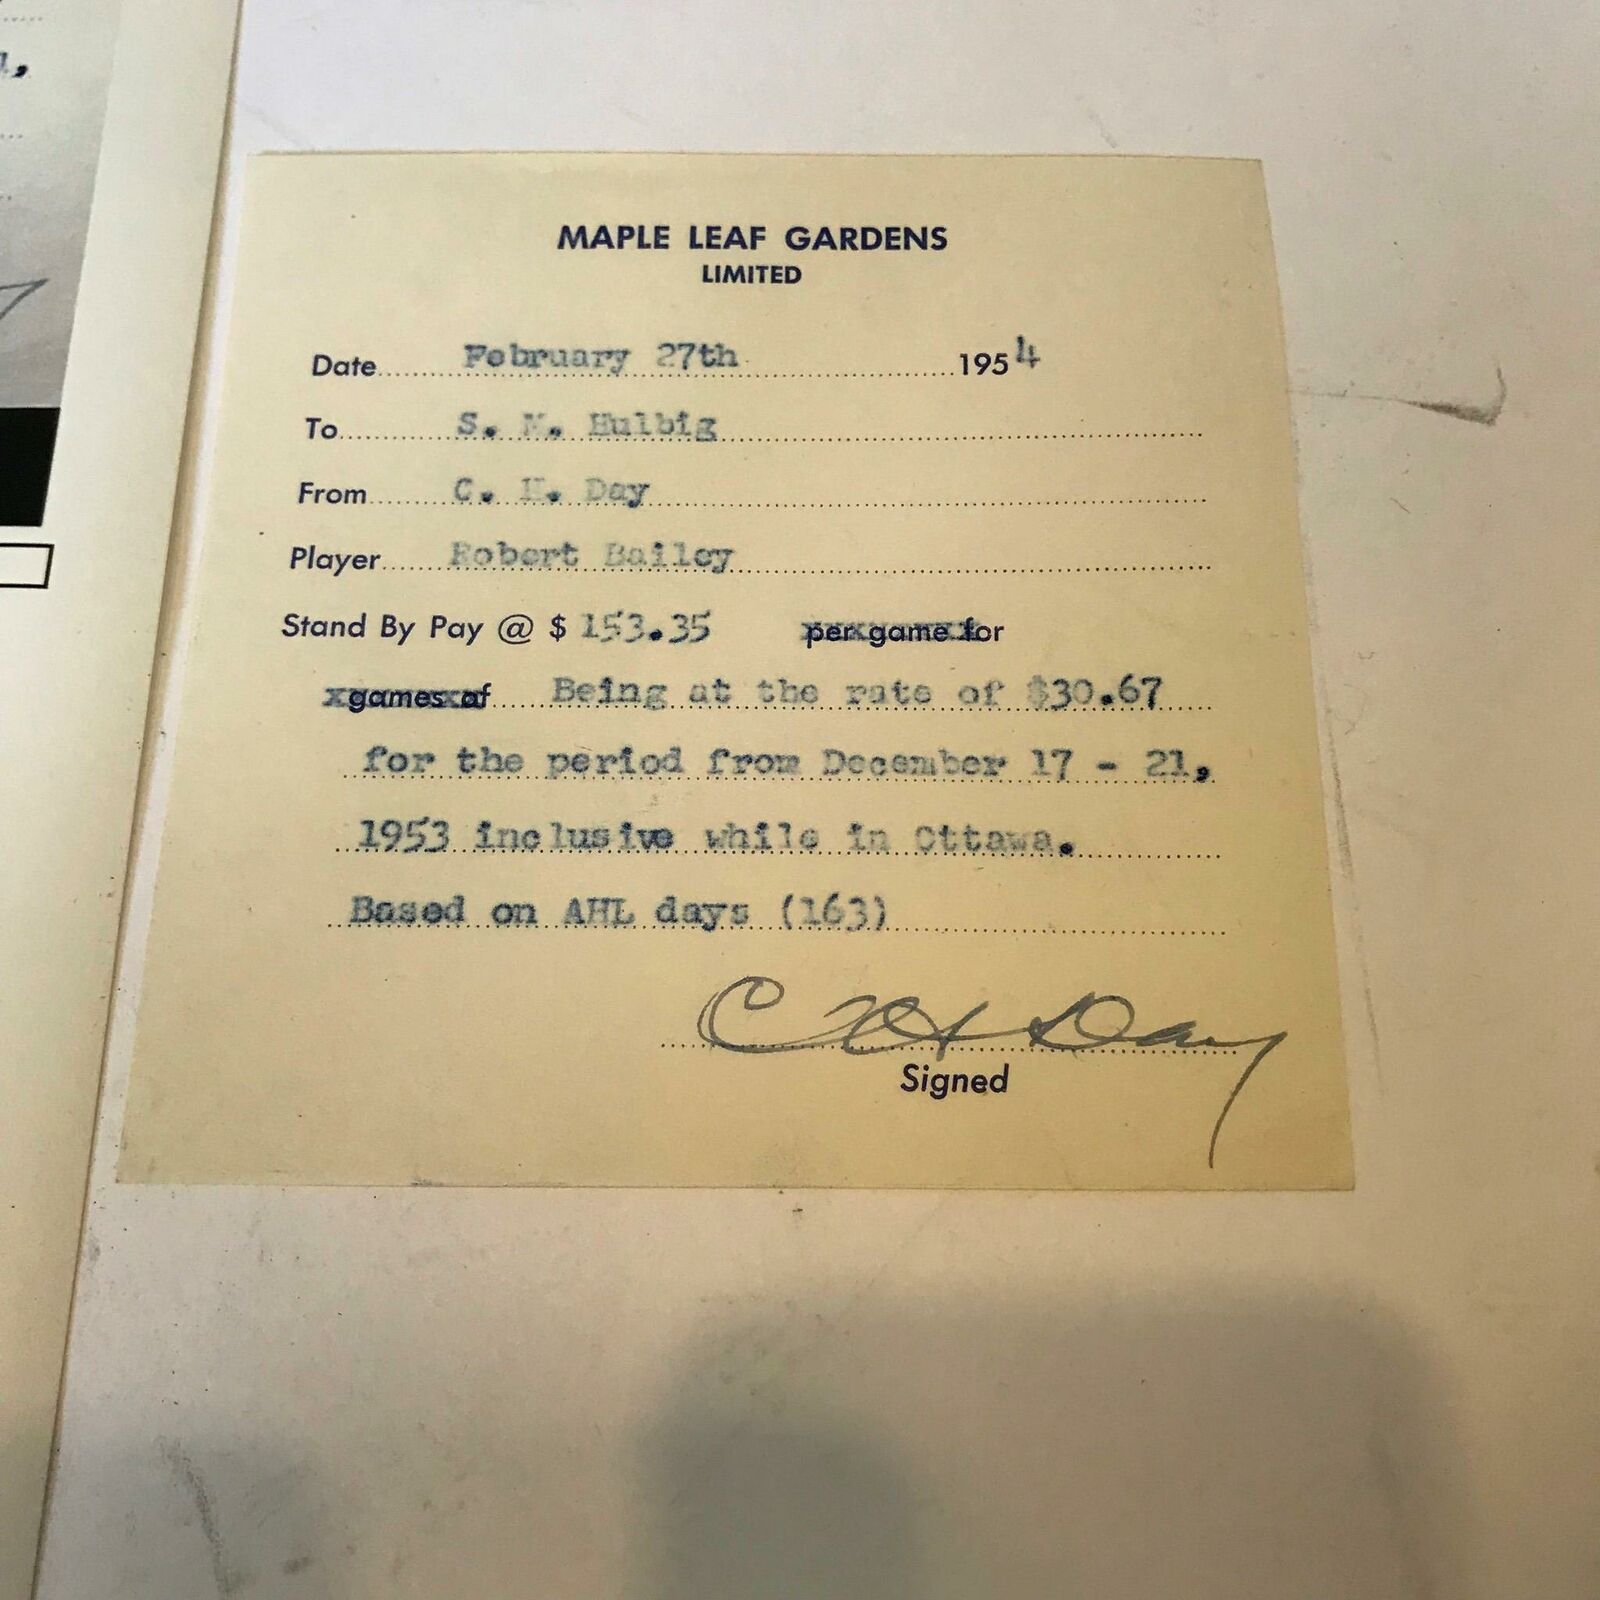 MAPLE LEAF GARDENS
LIMITED
Date February 27th 1954
To S. M. Hulbig
From C. H. Day
Player Robert Bailey
Stand By Pay @ $ 153.35 per game for
games of Being at the rate of $30.67
for the period from December 17 - 21,
1953 inclusive while in Ottawa.
Based on AHL days (163)
C H Day
Signed